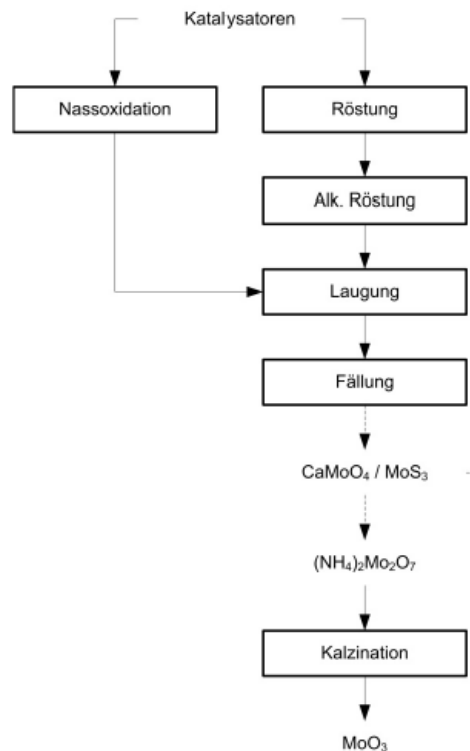 Katalysatoren
Nassoxidation
Röstung
Alk. Röstung
Laugung
Fällung
CaMoO₄ / MoS₃
(NH₄)₂Mo₂O₇
Kalzination
MoO₃